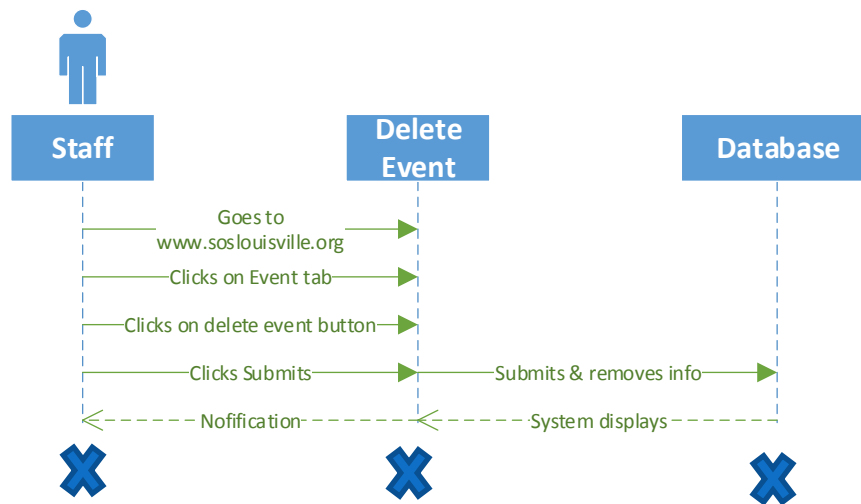 Staff
Delete
Event
Database
Goes to
www.soslouisville.org
Clicks on Event tab
Clicks on delete event button
Clicks Submits
Submits & removes info
Nofification
System displays